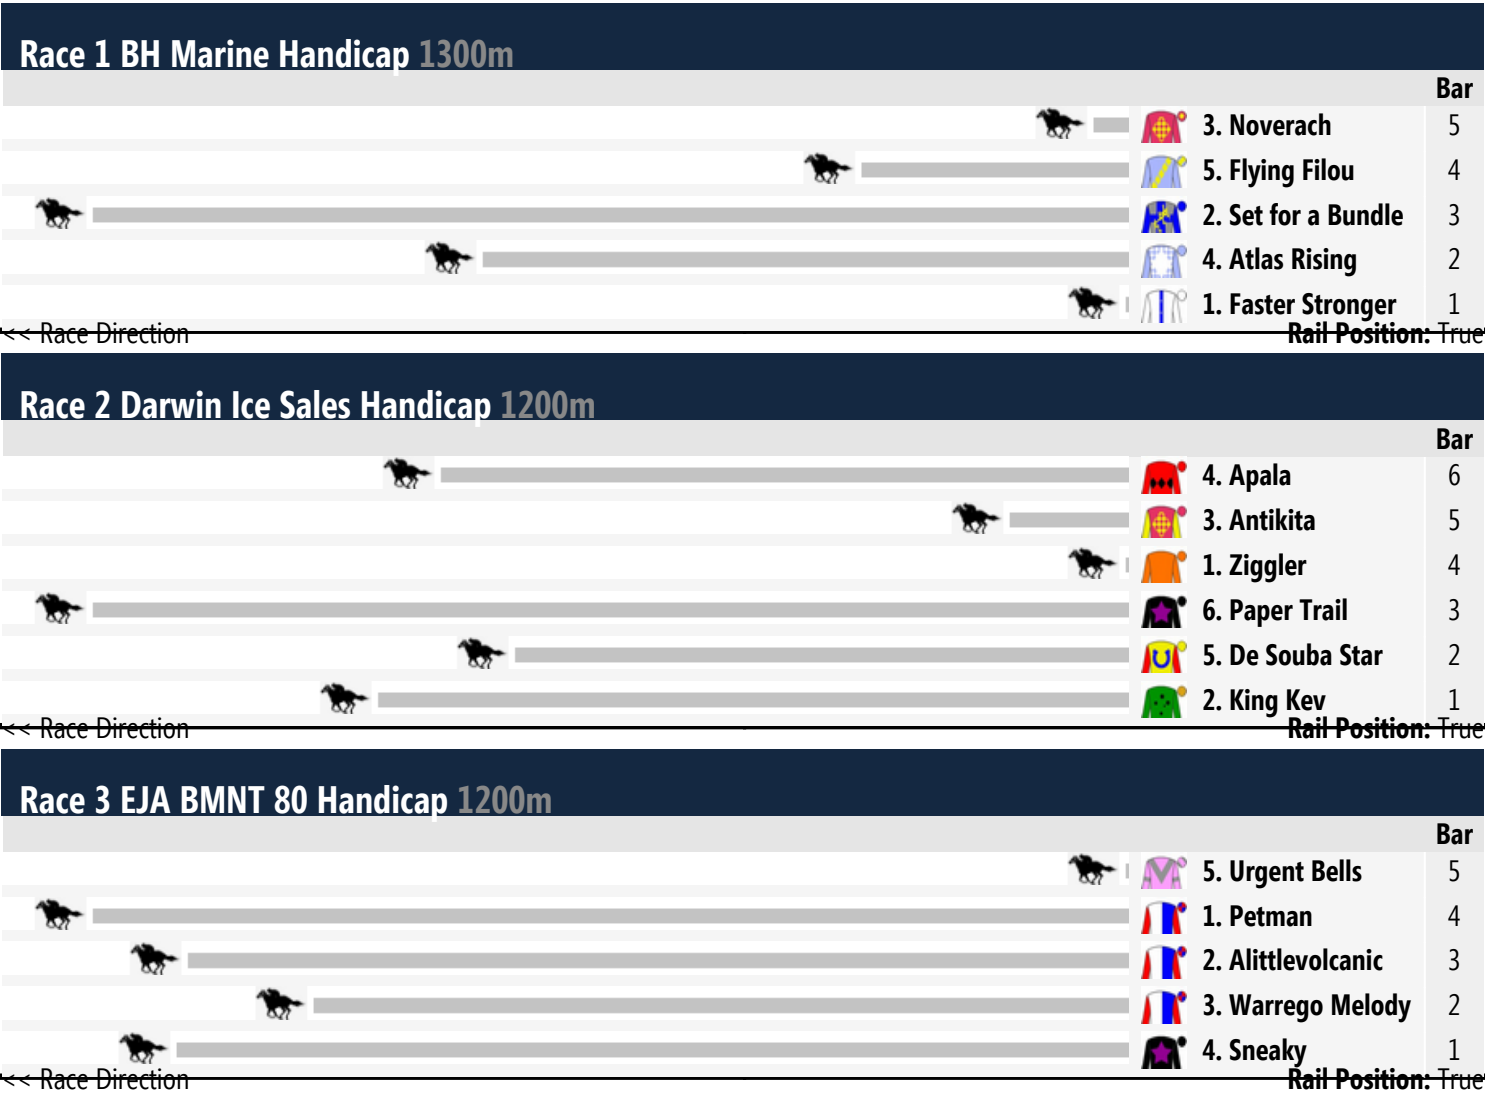 Race 1 BH Marine Handicap 1300m
Bar
3. Noverach 5
5. Flying Filou 4
2. Set for a Bundle 3
4. Atlas Rising 2
1. Faster Stronger 1
<< Race Direction Rail Position: True
Race 2 Darwin Ice Sales Handicap 1200m
Bar
4. Apala 6
3. Antikita 5
1. Ziggler 4
6. Paper Trail 3
5. De Souba Star 2
2. King Kev 1
<< Race Direction Rail Position: True
Race 3 EJA BMNT 80 Handicap 1200m
Bar
5. Urgent Bells 5
1. Petman 4
2. Alittlevolcanic 3
3. Warrego Melody 2
4. Sneaky 1
<< Race Direction Rail Position: True